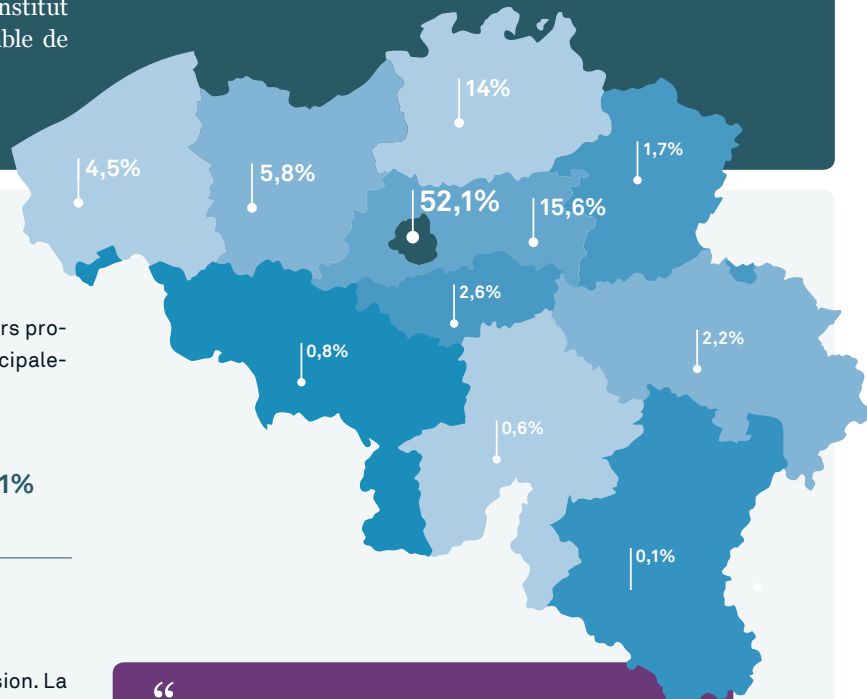 nstitut
ble de
14%
1,7%
4,5%
5,8%
52,1%
15,6%
2,6%
rs pro-
cipale-
0,8%
2,2%
0,6%
1%
0,1%
sion. La
“